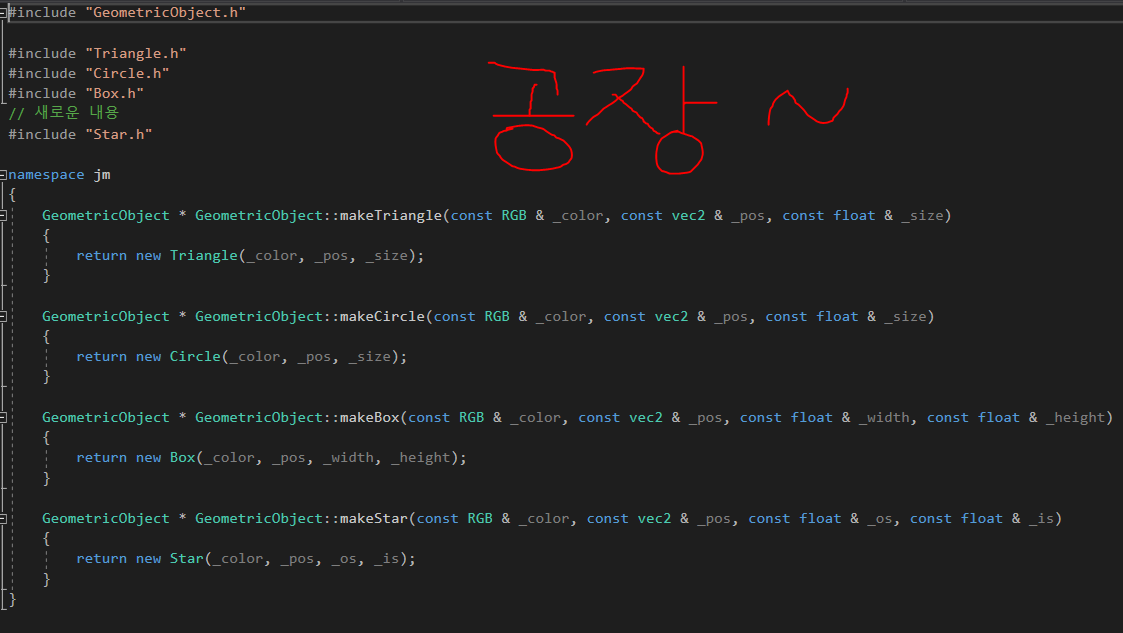 #include "GeometricObject.h"
#include "Triangle.h"
#include "Circle.h"
#include "Box.h"
// 새로운 내용
#include "Star.h"
공장~
namespace jm
{
GeometricObject * GeometricObject::makeTriangle(const RGB & _color, const vec2 & _pos, const float & _size)
{
return new Triangle(_color, _pos, _size);
}
GeometricObject * GeometricObject::makeCircle(const RGB & _color, const vec2 & _pos, const float & _size)
{
return new Circle(_color, _pos, _size);
}
GeometricObject * GeometricObject::makeBox(const RGB & _color, const vec2 & _pos, const float & _width, const float & _height)
{
return new Box(_color, _pos, _width, _height);
}
GeometricObject * GeometricObject::makeStar(const RGB & _color, const vec2 & _pos, const float & _os, const float & _is)
{
return new Star(_color, _pos, _os, _is);
}
}